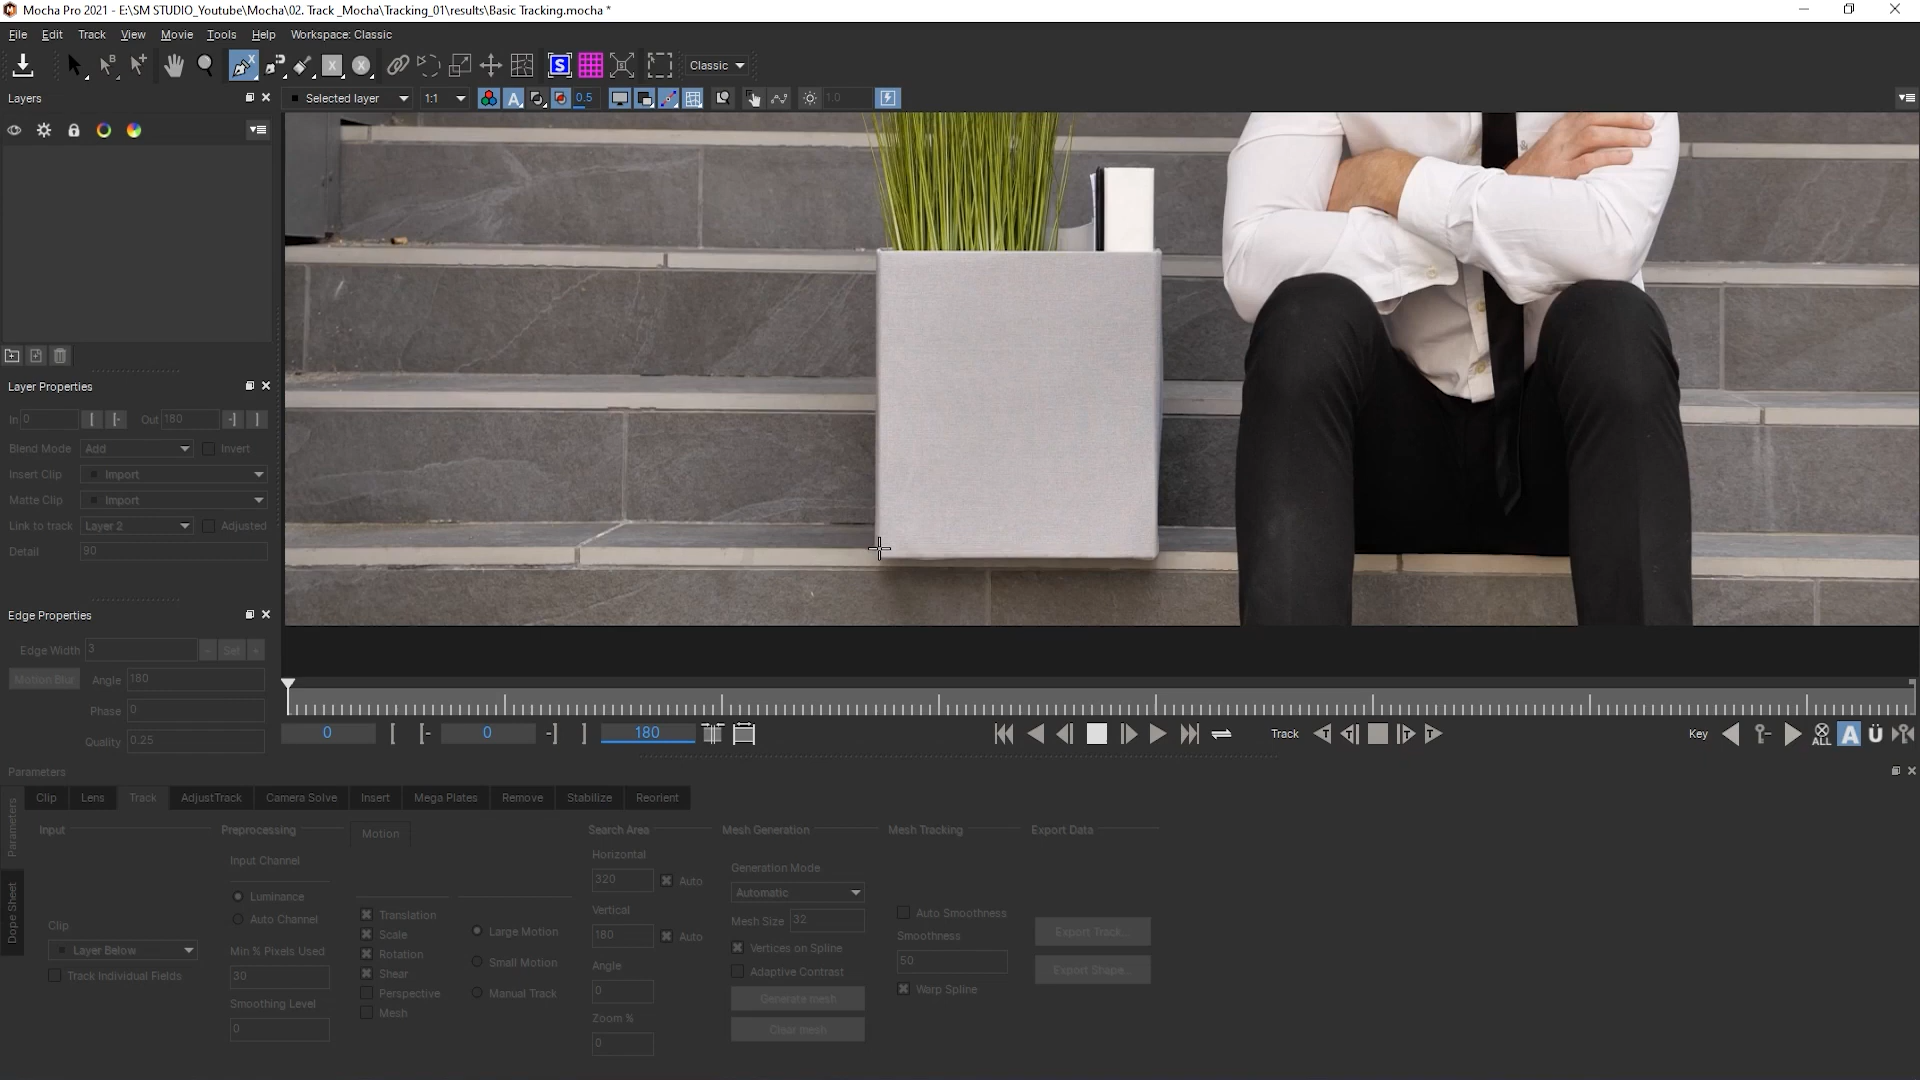 Mocha Pro 2021 - E:\SM STUDIO_Youtube\Mocha\02. Track _Mocha\Tracking_01\results\Basic Tracking.mocha *
File Edit Track View Movie Tools Help Workspace: Classic
S Classic
Layers Selected layer 1:1 A 0.5 1.0
Layer Properties
In 0 [ [- Out 180 -] ]
Blend Mode Add Invert
Insert Clip Import
Matte Clip Import
Link to track Layer 2 Adjusted
Detail 90
Edge Properties
Edge Width 3 - Set +
Motion Blur Angle 180
Phase 0
Quality 0.25
0 [ [- 0 -] ] 180 Track T T T T Key ALL A Ü
Parameters
Clip Lens Track AdjustTrack Camera Solve Insert Mega Plates Remove Stabilize Reorient
Parameters
Dope Sheet
Input
Clip
Layer Below
Track Individual Fields
Preprocessing
Input Channel
Luminance
Auto Channel
Min % Pixels Used
30
Smoothing Level
0
Motion
Translation
Scale
Rotation
Shear
Perspective
Mesh
Large Motion
Small Motion
Manual Track
Search Area
Horizontal
320 Auto
Vertical
180 Auto
Angle
0
Zoom %
0
Mesh Generation
Generation Mode
Automatic
Mesh Size 32
Vertices on Spline
Adaptive Contrast
Generate mesh
Clear mesh
Mesh Tracking
Auto Smoothness
Smoothness
50
Warp Spline
Export Data
Export Track...
Export Shape...